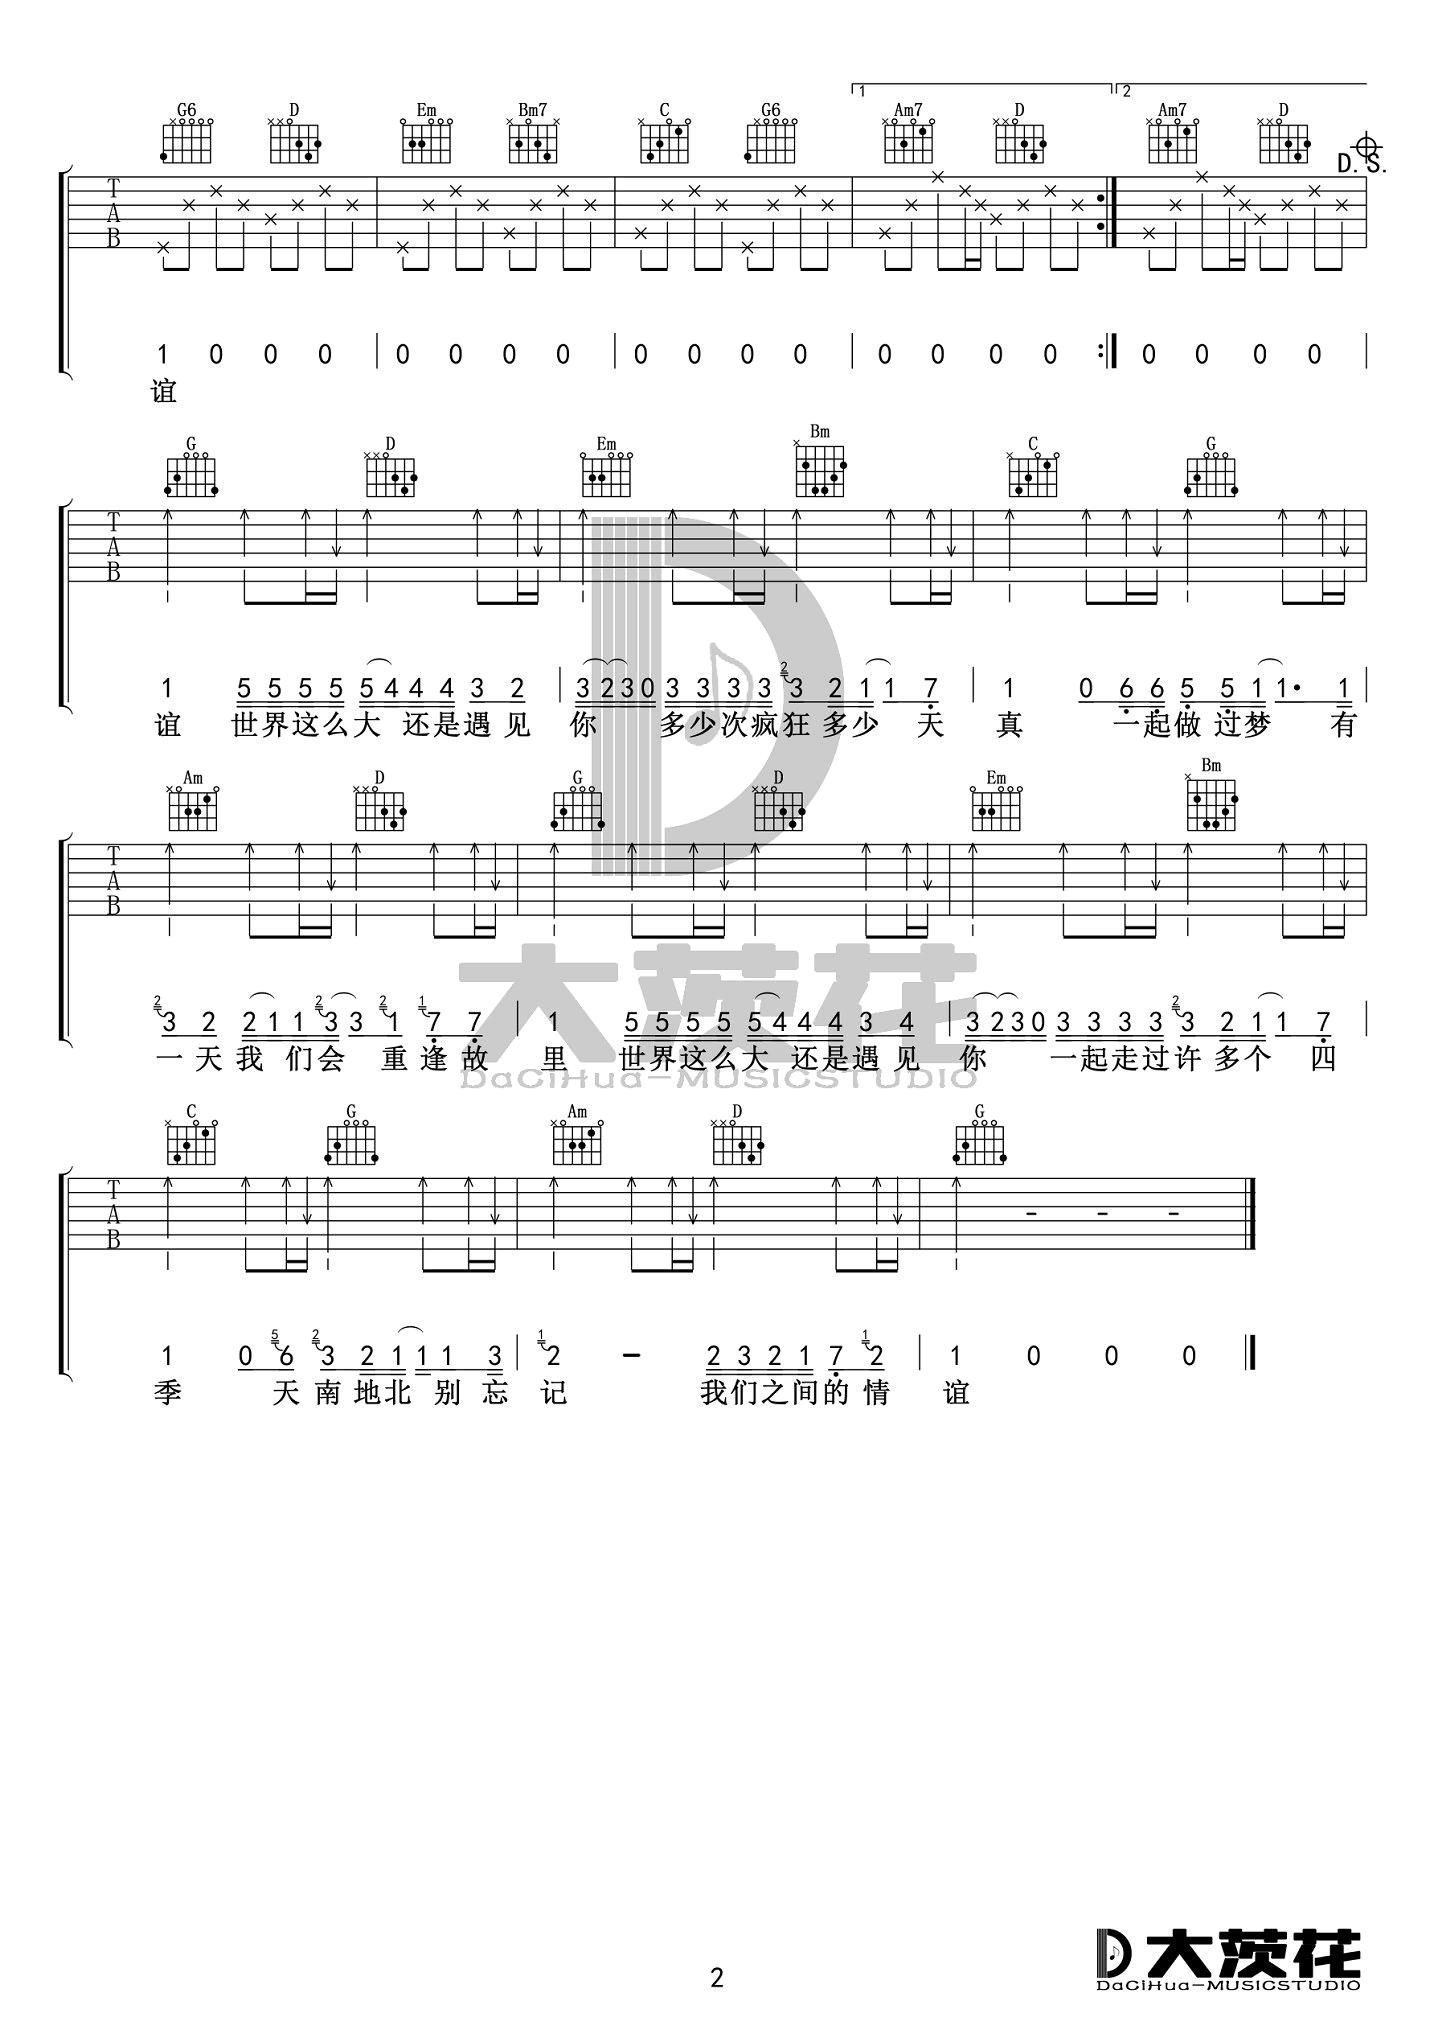 1 2
G6 D Em Bm7 C G6 Am7 D Am7 D
D.S.
T
A
B
1 0 0 0 0 0 0 0 0 0 0 0 0 0 0 0 0 0 0 0
谊
G D Em Bm C G
T
A
B
2
1 5 5 5 5 5 4 4 4 3 2 3 2 3 0 3 3 3 3 3 2 1 1 7 1 0 6 6 5 5 1 1· 1
谊 世界这么大 还是遇见 你 多少次疯狂多少 天 真 一起做过梦 有
Am D G D Em Bm
T
A
B
2 2 2 1 2
3 2 2 1 1 3 3 1 7 7 1 5 5 5 5 5 4 4 4 3 4 3 2 3 0 3 3 3 3 3 2 1 1 7
一天我们会 重逢故 里 世界这么大 还是遇见 你 一起走过许多个 四
大茨花
DaCiHua-MUSICSTUDIO
C G Am D G
T
A
B
5 2 1 1
1 0 6 3 2 1 1 1 3 2 – 2 3 2 1 7 2 1 0 0 0
季 天南地北别忘 记 我们之间的情 谊
大茨花
DaCiHua-MUSICSTUDIO
2